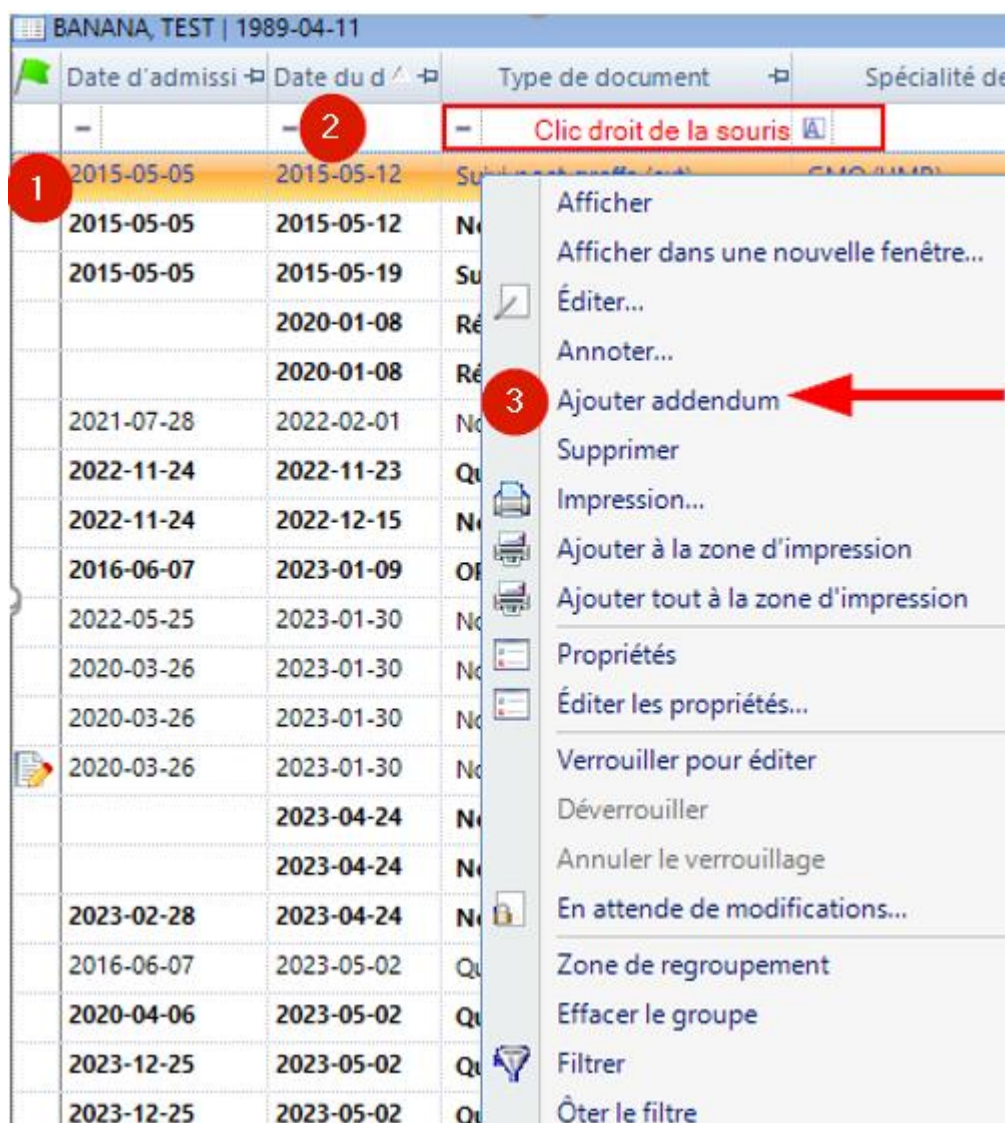 BANANA, TEST | 1989-04-11
Date d'admissi Date du d Type de document Spécialité de
2 Clic droit de la souris A
1 2015-05-05 2015-05-12
2015-05-05 2015-05-12
2015-05-05 2015-05-19 Su
2020-01-08 Ré
2020-01-08 Ré
2021-07-28 2022-02-01
2022-11-24 2022-11-23
2022-11-24 2022-12-15
2016-06-07 2023-01-09
2022-05-25 2023-01-30
2020-03-26 2023-01-30
2020-03-26 2023-01-30
2020-03-26 2023-01-30
2023-04-24
2023-04-24
2023-02-28 2023-04-24
2016-06-07 2023-05-02
2020-04-06 2023-05-02
2023-12-25 2023-05-02
2023-12-25 2023-05-02
Afficher
Afficher dans une nouvelle fenêtre...
Éditer...
Annoter...
3 Ajouter addendum
Supprimer
Impression...
Ajouter à la zone d'impression
Ajouter tout à la zone d'impression
Propriétés
Éditer les propriétés...
Verrouiller pour éditer
Déverrouiller
Annuler le verrouillage
En attende de modifications...
Zone de regroupement
Effacer le groupe
Filtrer
Ôter le filtre